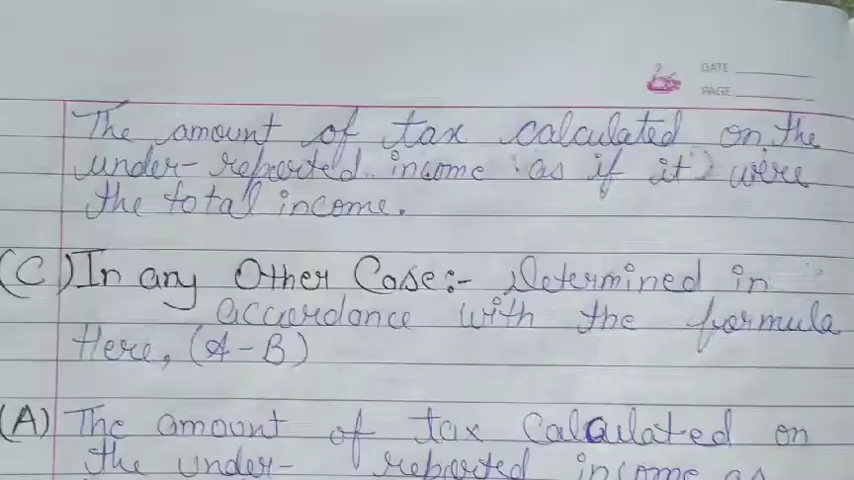 DATE
PAGE
The amount of tax calculated on the
under-reported income as if it were
the total income.
(C) In any Other Case:- Determined in
accordance with the formula
Here, (A-B)
(A) The amount of tax Calculated on
the under- reported income as